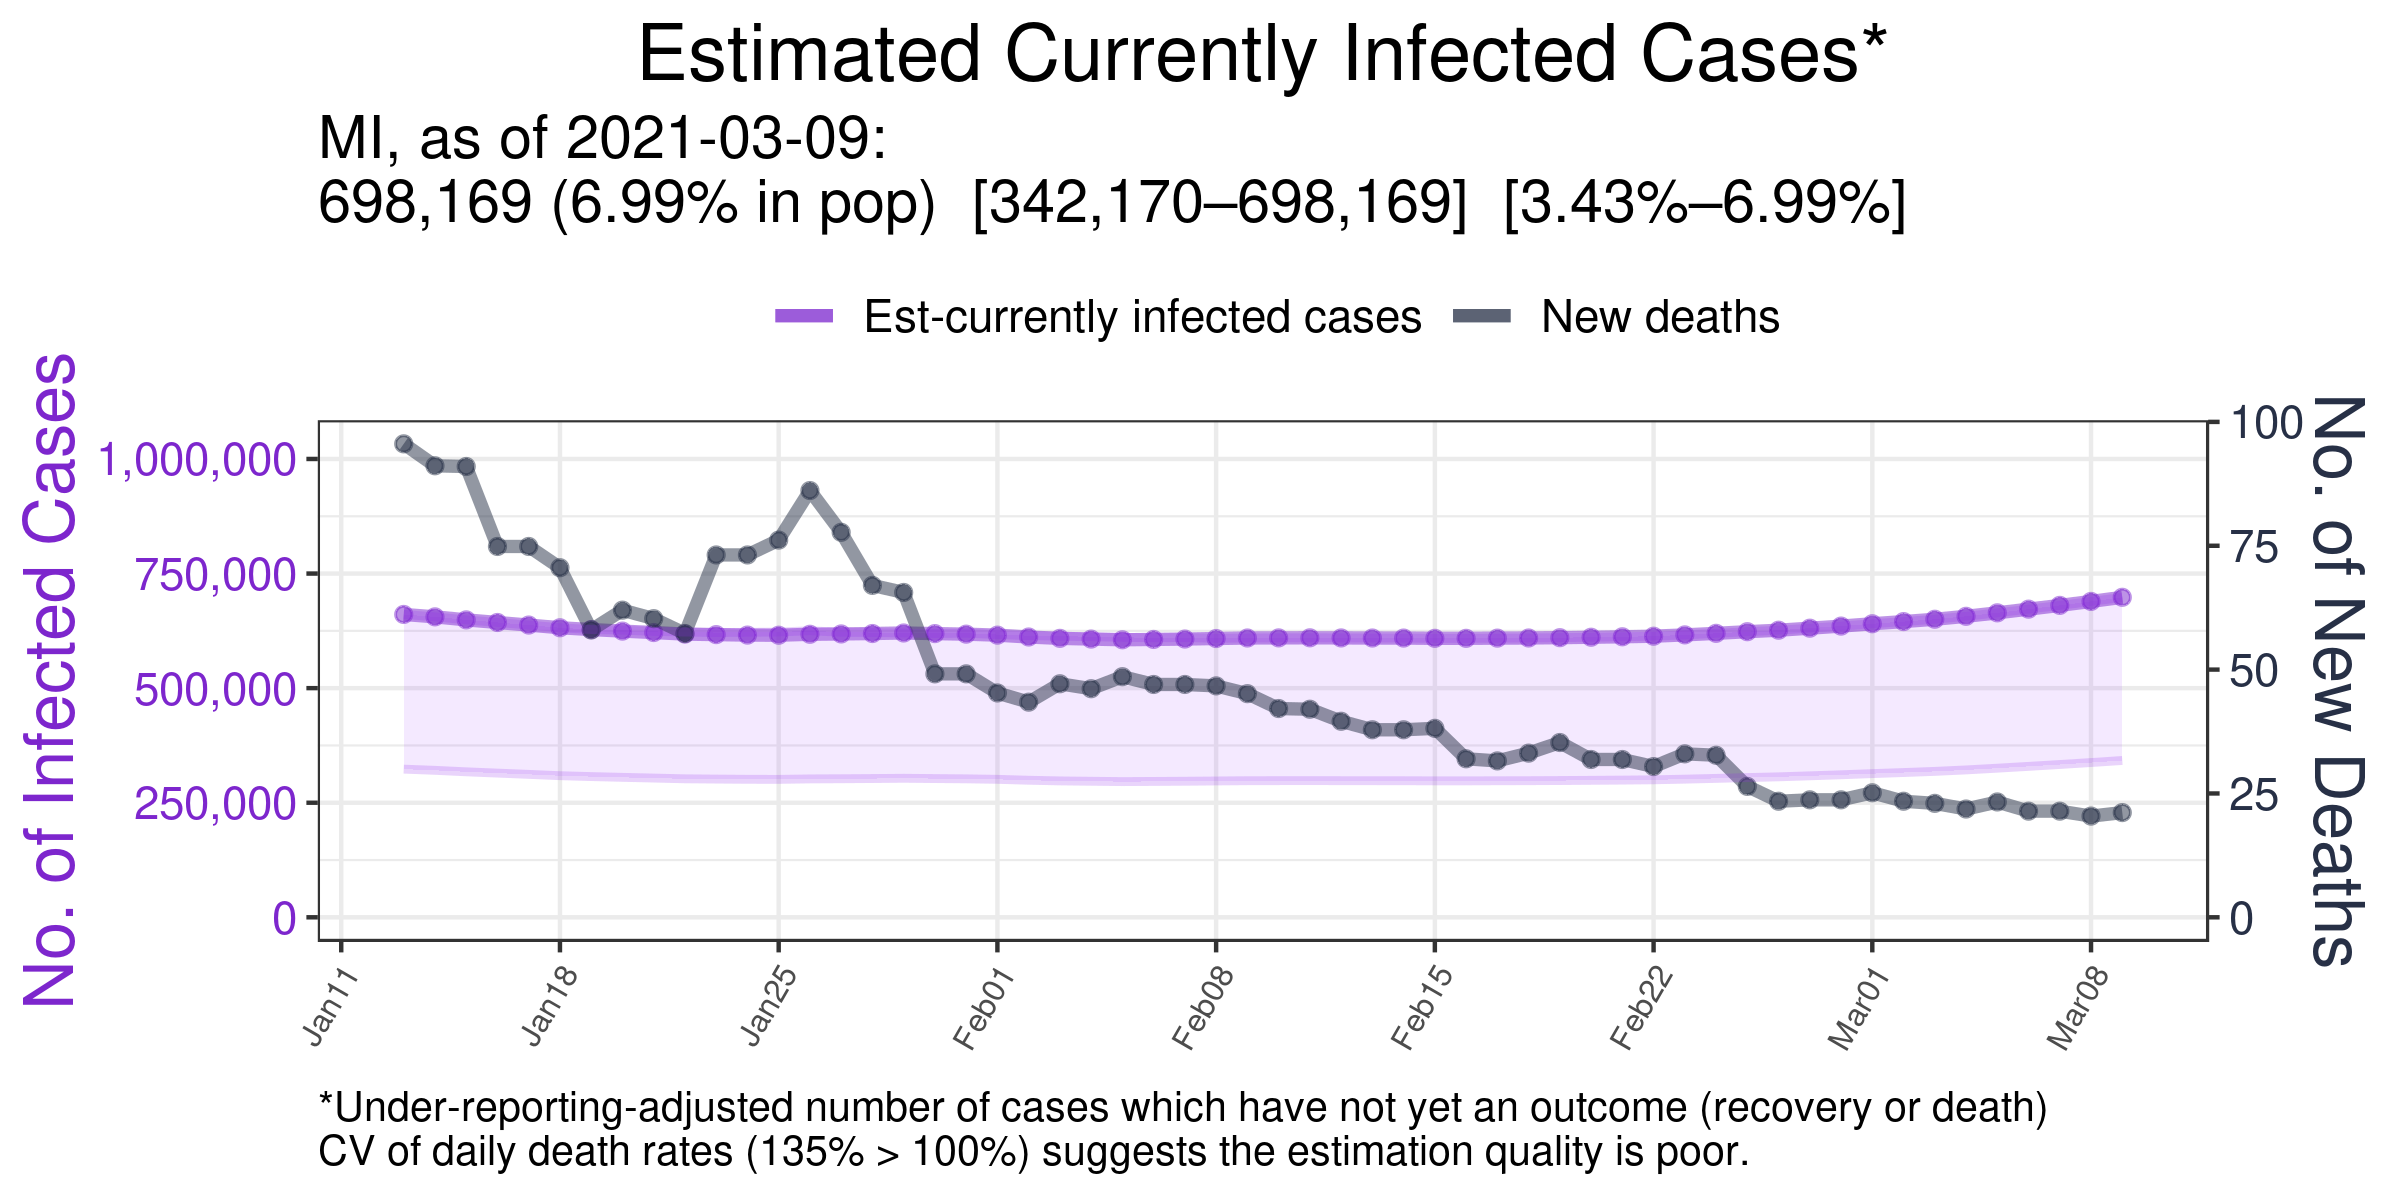 Estimated Currently Infected Cases*
MI, as of 2021-03-09:
698,169 (6.99% in pop)  [342,170–698,169]  [3.43%–6.99%]
Est-currently infected cases
New deaths
No. of Infected Cases
1,000,000
750,000
500,000
250,000
0
No. of New Deaths
100
75
50
25
0
Jan11
Jan18
Jan25
Feb01
Feb08
Feb15
Feb22
Mar01
Mar08
*Under-reporting-adjusted number of cases which have not yet an outcome (recovery or death)
CV of daily death rates (135% > 100%) suggests the estimation quality is poor.